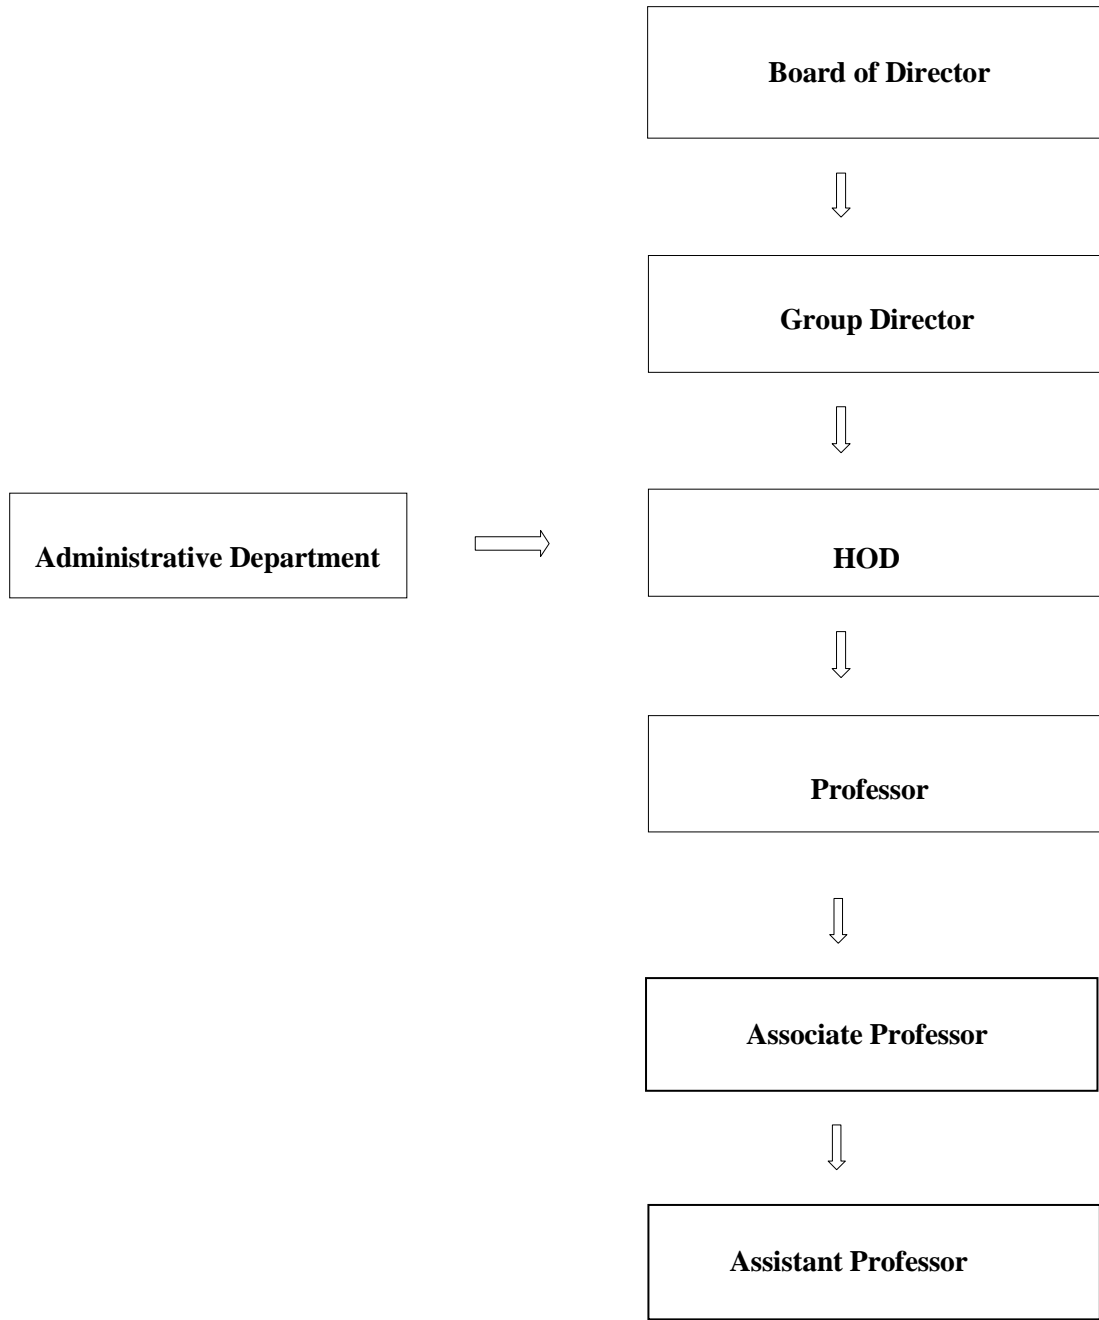 Board of Director
Group Director
Administrative Department
HOD
Professor
Associate Professor
Assistant Professor